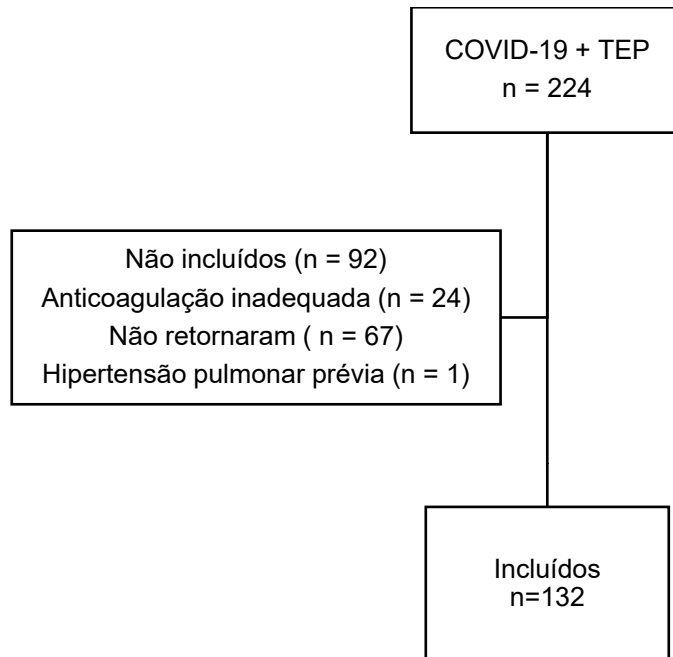 COVID-19 + TEP
n = 224
Não incluídos (n = 92)
Anticoagulação inadequada (n = 24)
Não retornaram ( n = 67)
Hipertensão pulmonar prévia (n = 1)
Incluídos
n=132